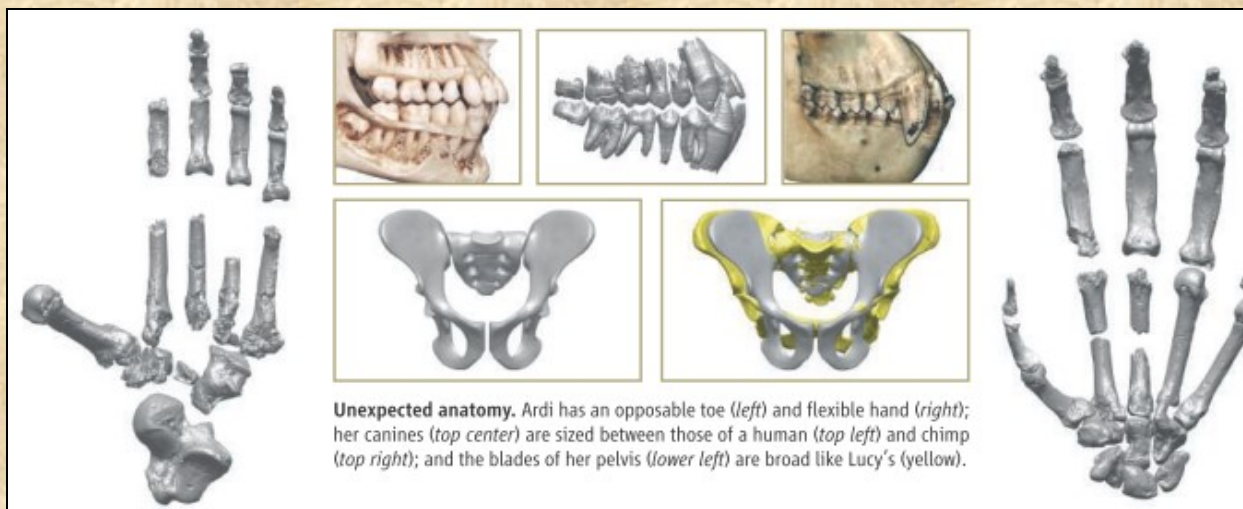 Unexpected anatomy. Ardi has an opposable toe (left) and flexible hand (right);
her canines (top center) are sized between those of a human (top left) and chimp
(top right); and the blades of her pelvis (lower left) are broad like Lucy's (yellow).